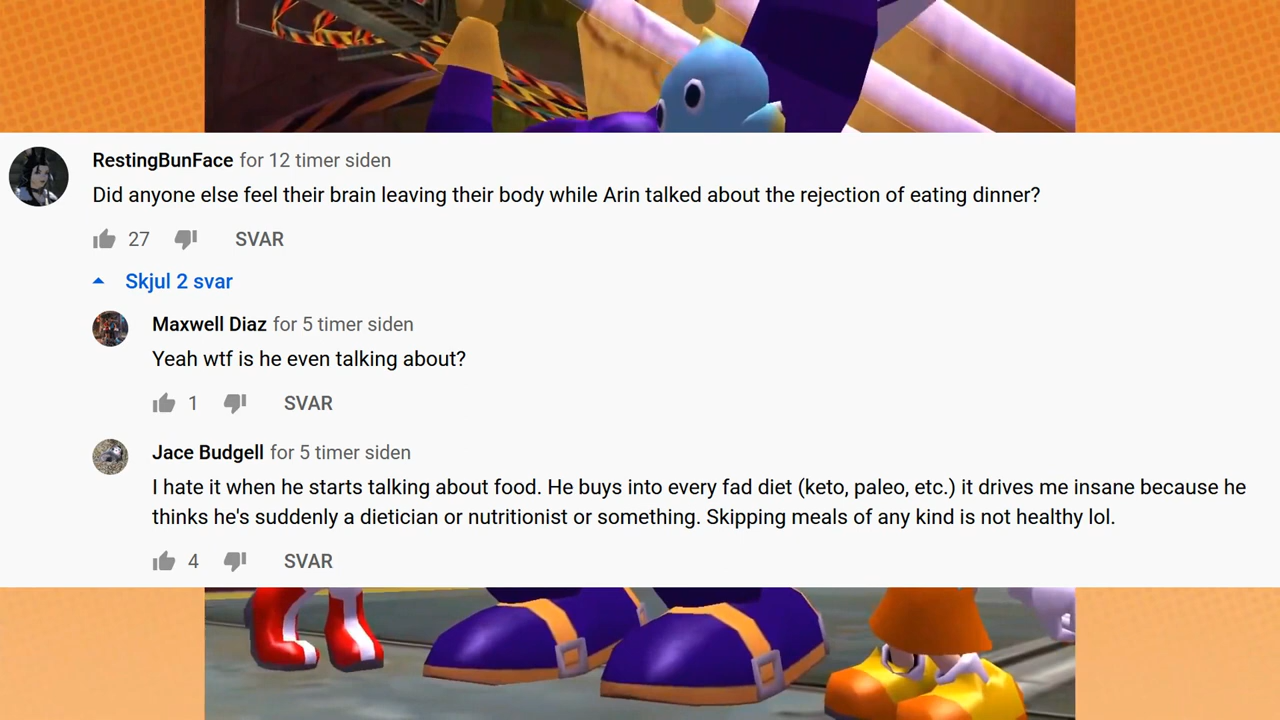 RestingBunFace for 12 timer siden
Did anyone else feel their brain leaving their body while Arin talked about the rejection of eating dinner?
27 SVAR
Skjul 2 svar
Maxwell Diaz for 5 timer siden
Yeah wtf is he even talking about?
1 SVAR
Jace Budgell for 5 timer siden
I hate it when he starts talking about food. He buys into every fad diet (keto, paleo, etc.) it drives me insane because he
thinks he's suddenly a dietician or nutritionist or something. Skipping meals of any kind is not healthy lol.
4 SVAR